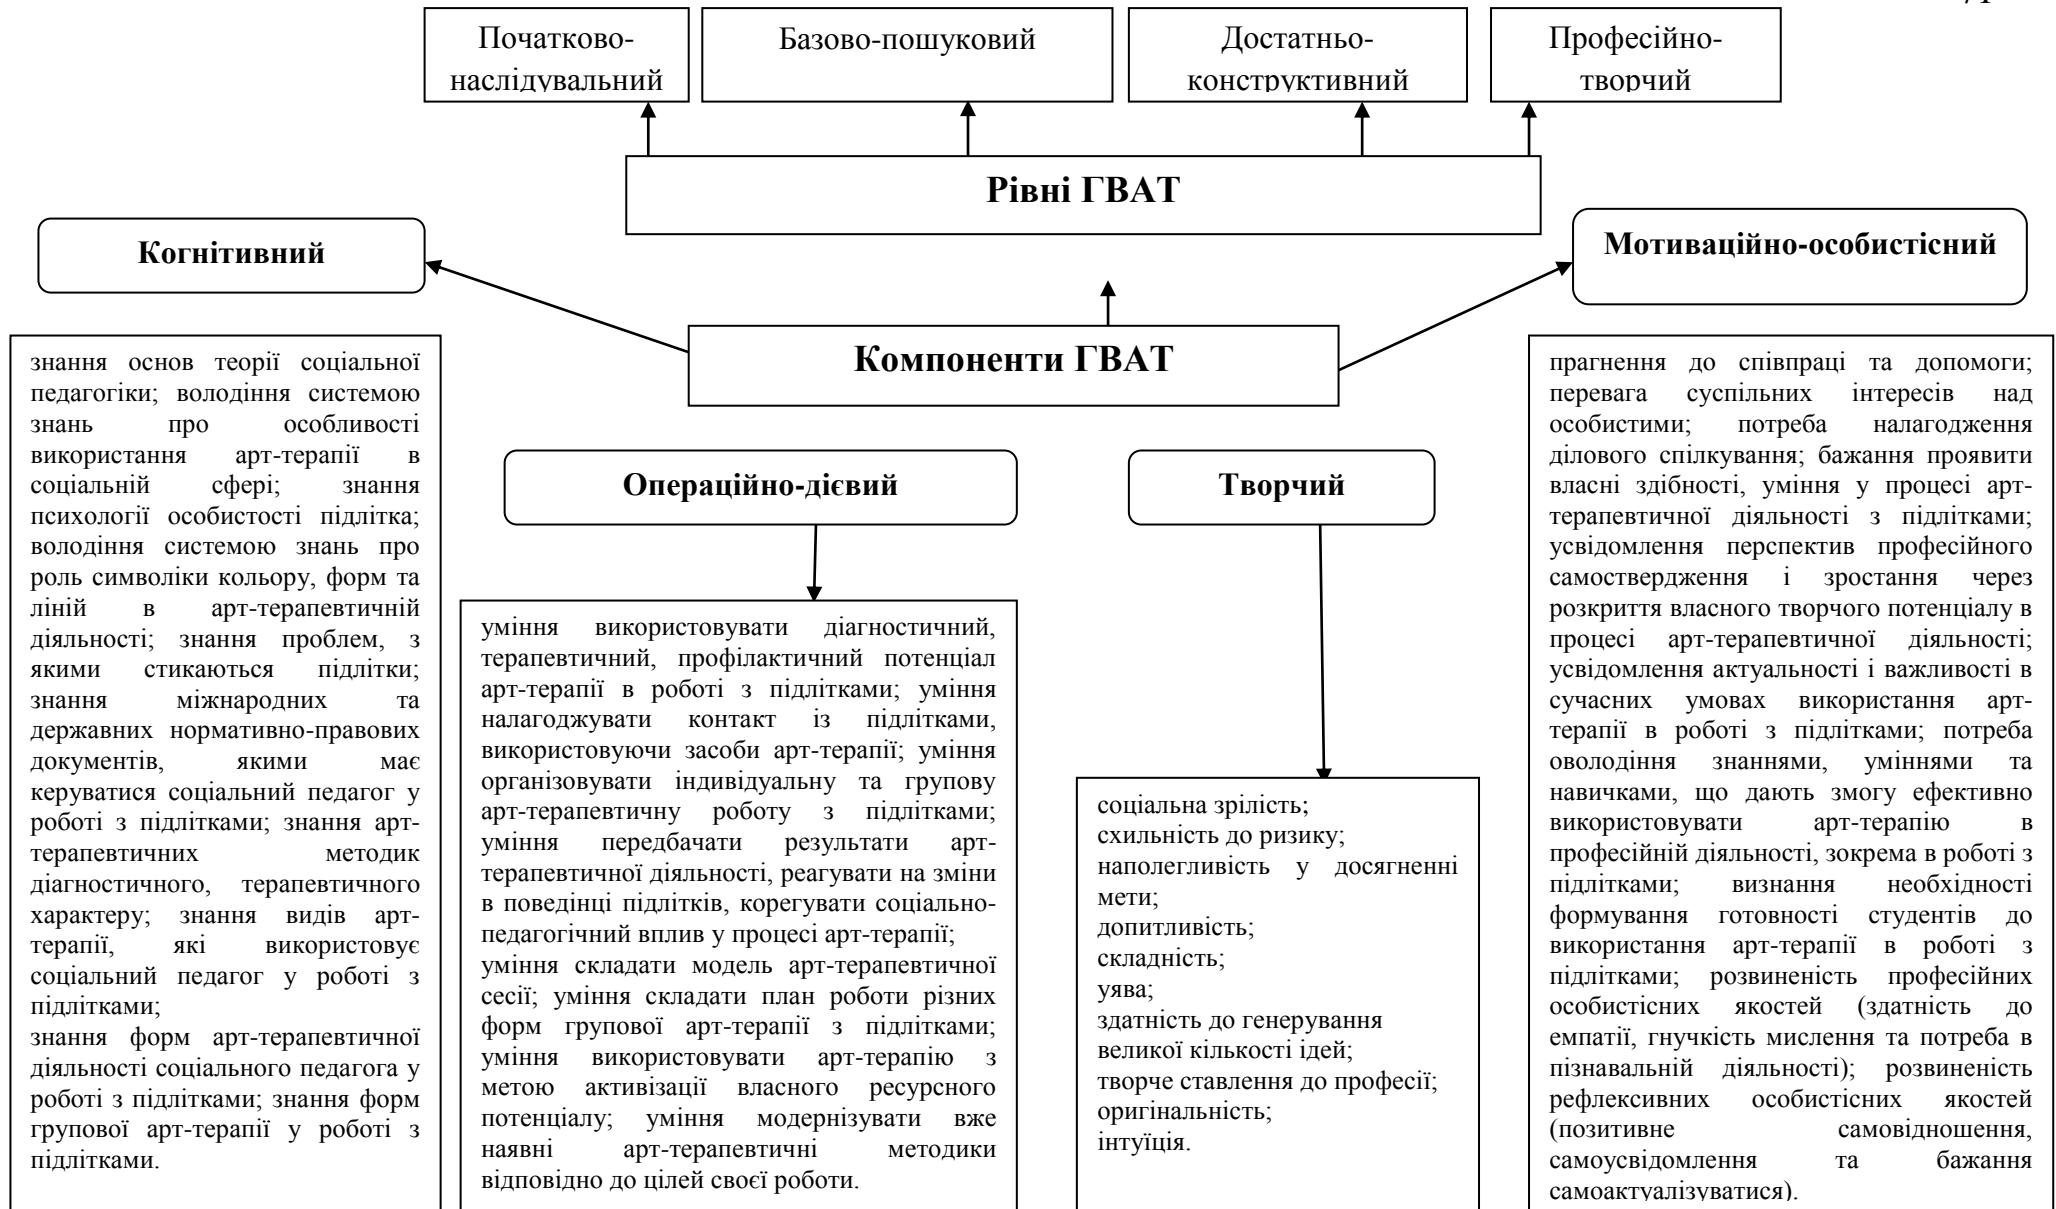 Початково-
наслідувальний
Базово-пошуковий
Достатньо-
конструктивний
Професійно-
творчий
Рівні ГВАТ
Когнітивний
Мотиваційно-особистісний
Компоненти ГВАТ
знання основ теорії соціальної
педагогіки; володіння системою
знань про особливості
використання арт-терапії в
соціальній сфері; знання
психології особистості підлітка;
володіння системою знань про
роль символіки кольору, форм та
ліній в арт-терапевтичній
діяльності; знання проблем, з
якими стикаються підлітки;
знання міжнародних та
державних нормативно-правових
документів, якими має
керуватися соціальний педагог у
роботі з підлітками; знання арт-
терапевтичних методик
діагностичного, терапевтичного
характеру; знання видів арт-
терапії, які використовує
соціальний педагог у роботі з
підлітками;
знання форм арт-терапевтичної
діяльності соціального педагога у
роботі з підлітками; знання форм
групової арт-терапії у роботі з
підлітками.
Операційно-дієвий
уміння використовувати діагностичний,
терапевтичний, профілактичний потенціал
арт-терапії в роботі з підлітками; уміння
налагоджувати контакт із підлітками,
використовуючи засоби арт-терапії; уміння
організовувати індивідуальну та групову
арт-терапевтичну роботу з підлітками;
уміння передбачати результати арт-
терапевтичної діяльності, реагувати на зміни
в поведінці підлітків, корегувати соціально-
педагогічний вплив у процесі арт-терапії;
уміння складати модель арт-терапевтичної
сесії; уміння складати план роботи різних
форм групової арт-терапії з підлітками;
уміння використовувати арт-терапію з
метою активізації власного ресурсного
потенціалу; уміння модернізувати вже
наявні арт-терапевтичні методики
відповідно до цілей своєї роботи.
Творчий
соціальна зрілість;
схильність до ризику;
наполегливість у досягненні
мети;
допитливість;
складність;
уява;
здатність до генерування
великої кількості ідей;
творче ставлення до професії;
оригінальність;
інтуїція.
прагнення до співпраці та допомоги;
перевага суспільних інтересів над
особистими; потреба налагодження
ділового спілкування; бажання проявити
власні здібності, уміння у процесі арт-
терапевтичної діяльності з підлітками;
усвідомлення перспектив професійного
самоствердження і зростання через
розкриття власного творчого потенціалу в
процесі арт-терапевтичної діяльності;
усвідомлення актуальності і важливості в
сучасних умовах використання арт-
терапії в роботі з підлітками; потреба
оволодіння знаннями, уміннями та
навичками, що дають змогу ефективно
використовувати арт-терапію в
професійній діяльності, зокрема в роботі з
підлітками; визнання необхідності
формування готовності студентів до
використання арт-терапії в роботі з
підлітками; розвиненість професійних
особистісних якостей (здатність до
емпатії, гнучкість мислення та потреба в
пізнавальній діяльності); розвиненість
рефлексивних особистісних якостей
(позитивне самовідношення,
самоусвідомлення та бажання
самоактуалізуватися).